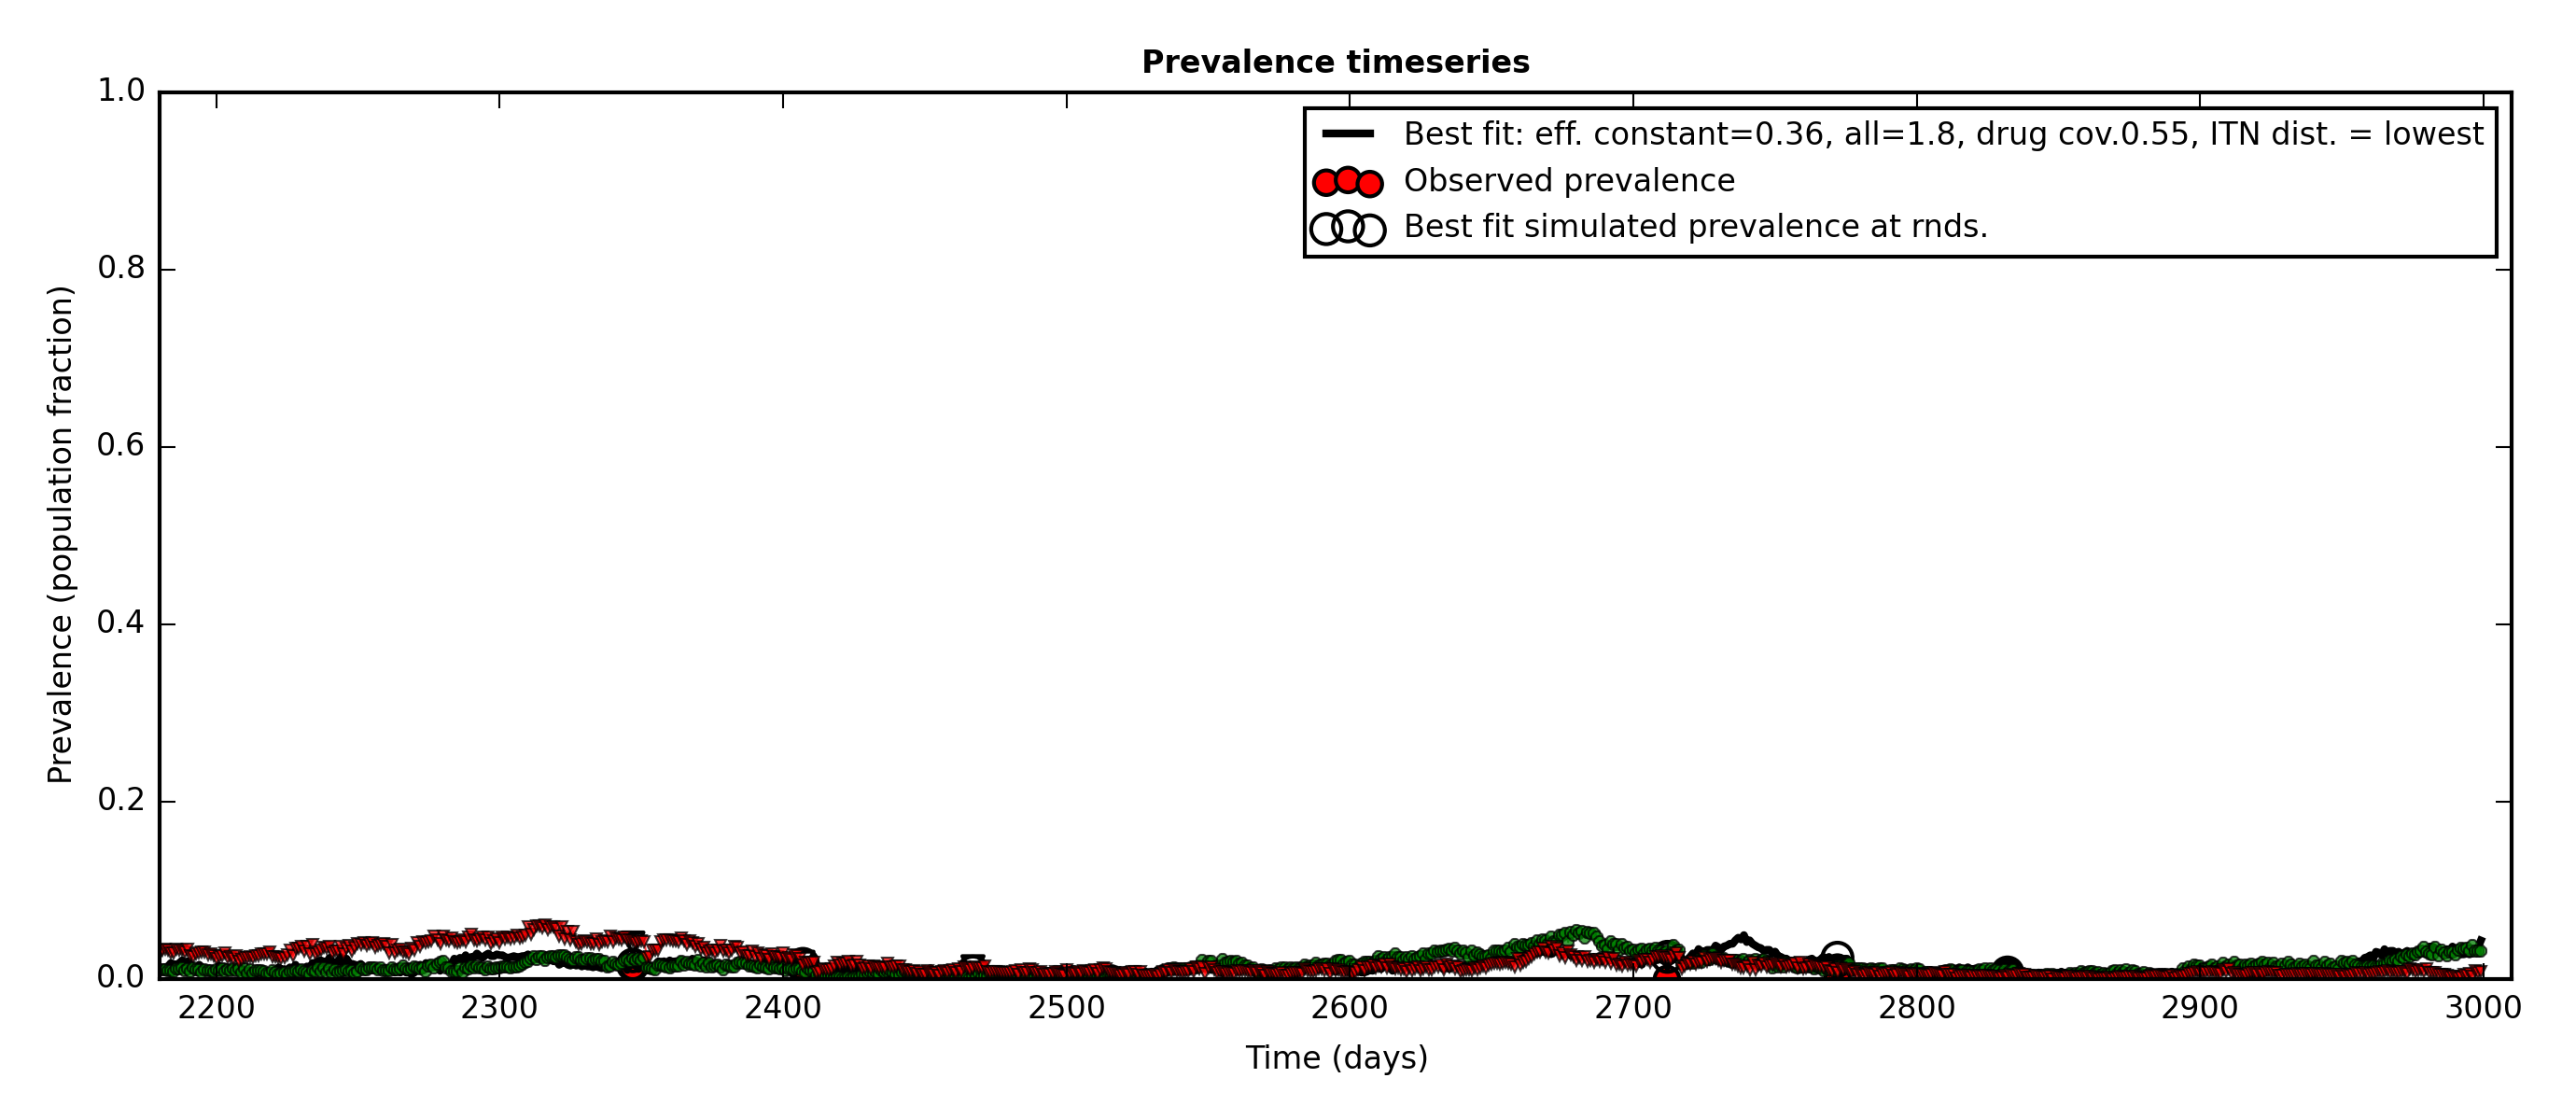 Prevalence timeseries
1.0
0.8
0.6
0.4
0.2
0.0
Prevalence (population fraction)
Best fit: eff. constant=0.36, all=1.8, drug cov.0.55, ITN dist. = lowest
Observed prevalence
Best fit simulated prevalence at rnds.
2200 2300 2400 2500 2600 2700 2800 2900 3000
Time (days)